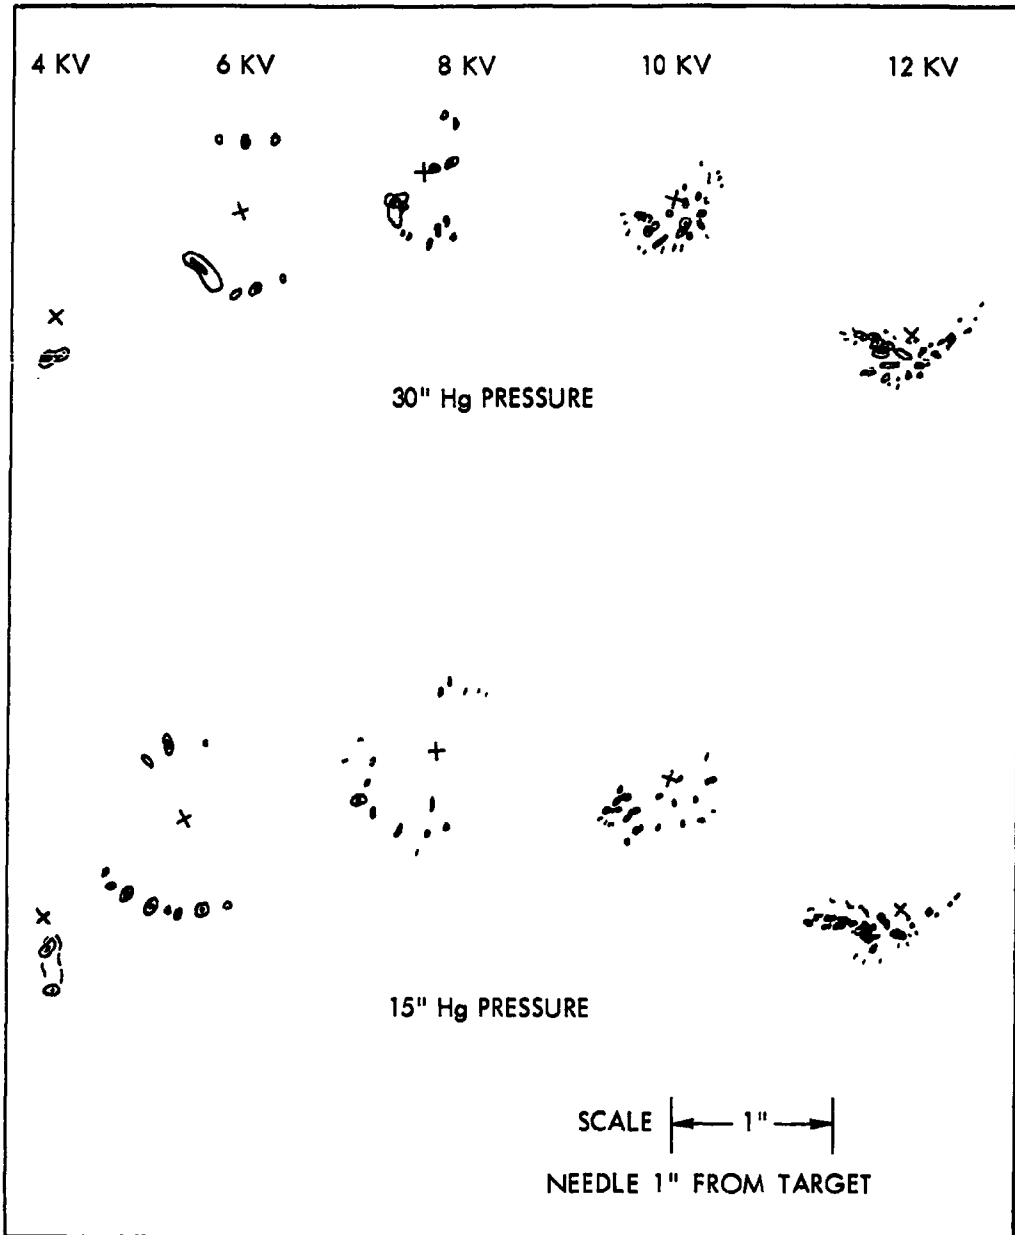 4 KV 6 KV 8 KV 10 KV 12 KV
30" Hg PRESSURE
15" Hg PRESSURE
SCALE 1"
NEEDLE 1" FROM TARGET